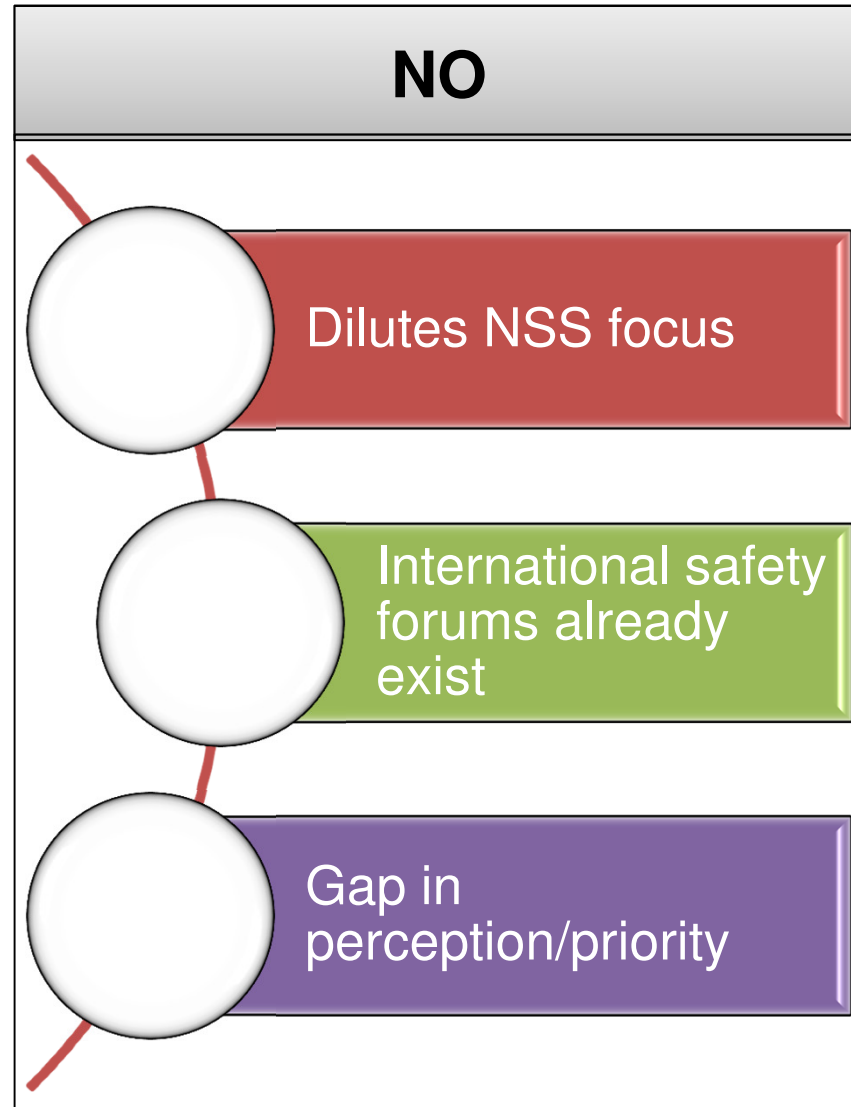 NO
Dilutes NSS focus
International safety
forums already
exist
Gap in
perception/priority